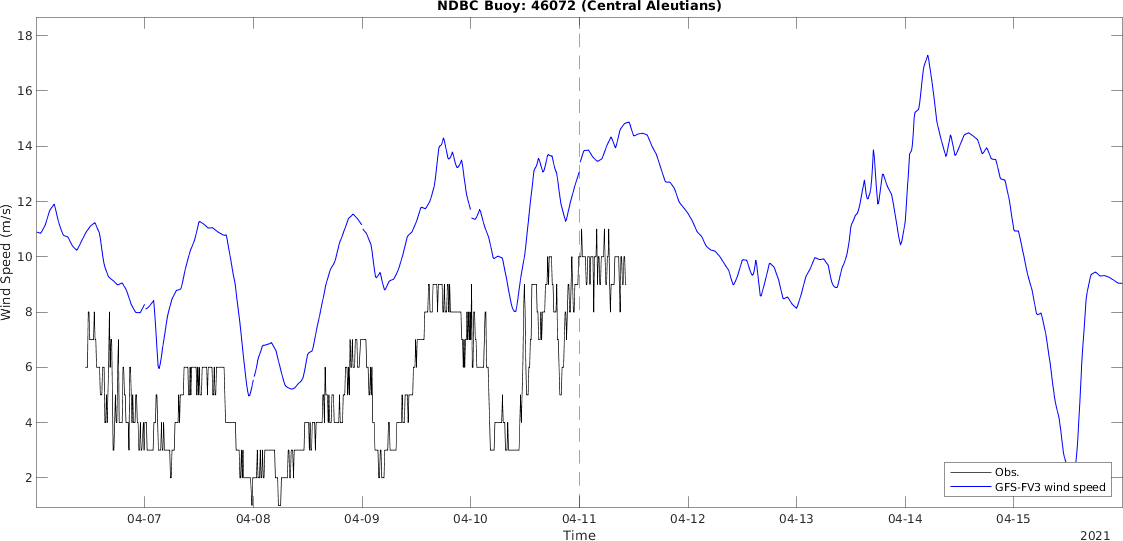 NDBC Buoy: 46072 (Central Aleutians)
18
16
14
12
10
8
6
4
2
Wind Speed (m/s)
Obs.
GFS-FV3 wind speed
04-07 04-08 04-09 04-10 04-11 04-12 04-13 04-14 04-15
Time
2021